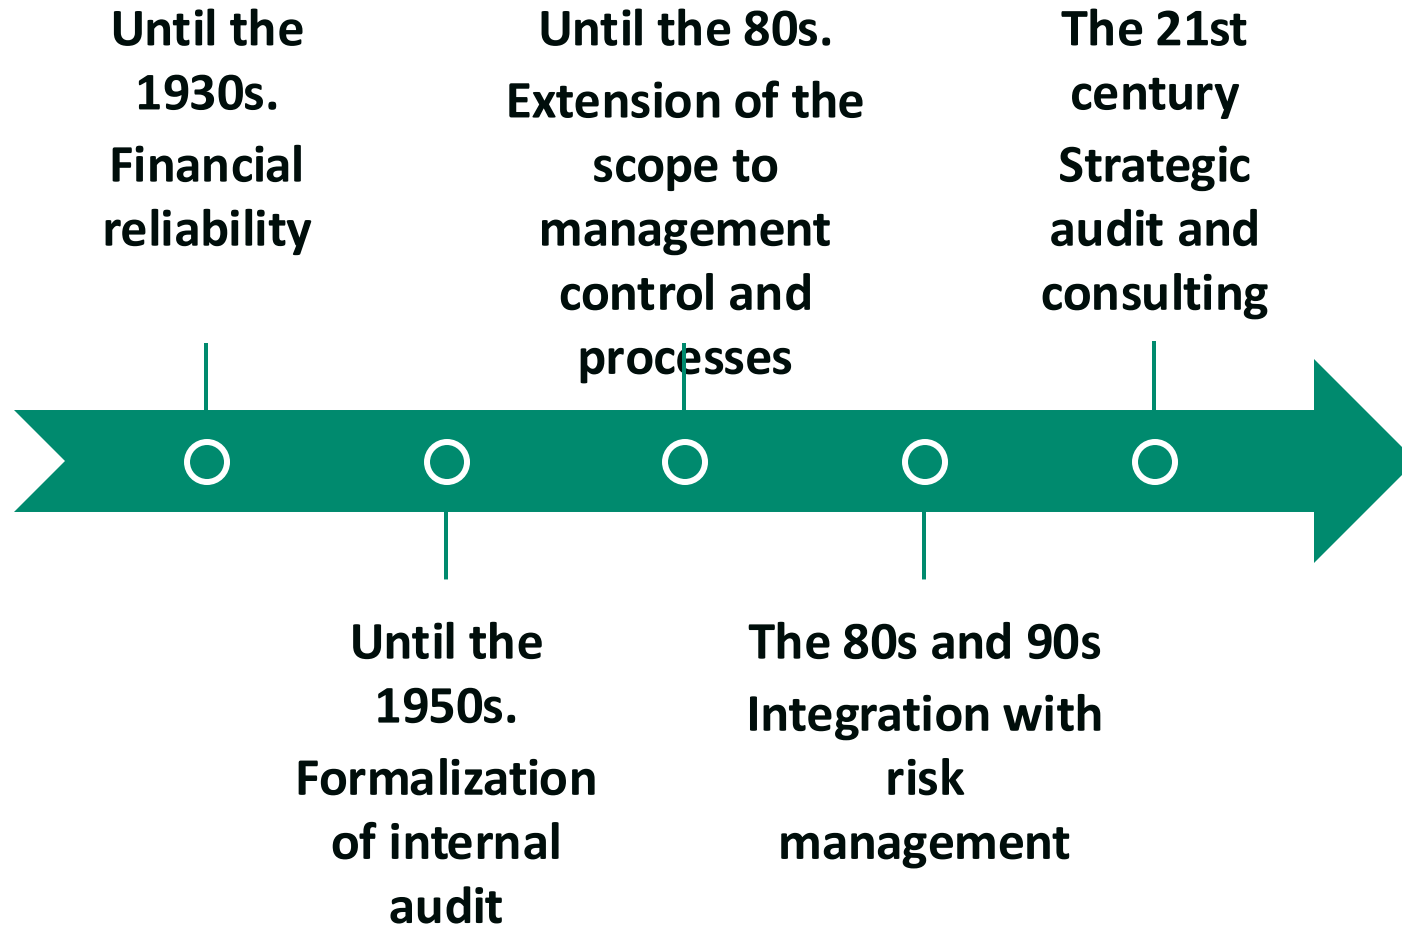 Until the
1930s.
Financial
reliability
Until the
1950s.
Formalization
of internal
audit
Until the 80s.
Extension of the
scope to
management
control and
processes
The 80s and 90s
Integration with
risk
management
The 21st
century
Strategic
audit and
consulting